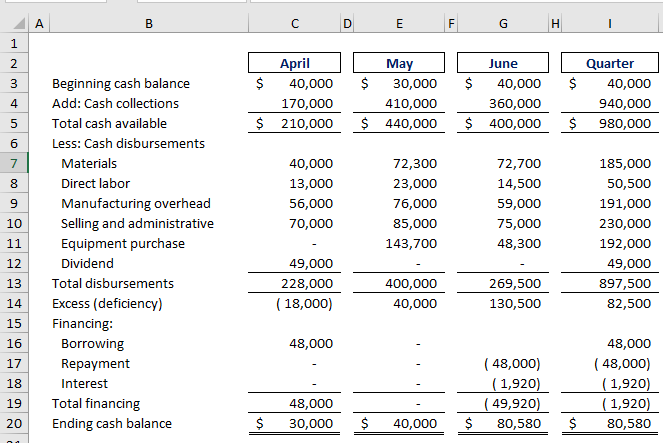 A B C D E F G H I
1
2 April May June Quarter
3 Beginning cash balance $ 40,000 $ 30,000 $ 40,000 $ 40,000
4 Add: Cash collections 170,000 410,000 360,000 940,000
5 Total cash available $ 210,000 $ 440,000 $ 400,000 $ 980,000
6 Less: Cash disbursements
7 Materials 40,000 72,300 72,700 185,000
8 Direct labor 13,000 23,000 14,500 50,500
9 Manufacturing overhead 56,000 76,000 59,000 191,000
10 Selling and administrative 70,000 85,000 75,000 230,000
11 Equipment purchase - 143,700 48,300 192,000
12 Dividend 49,000 - - 49,000
13 Total disbursements 228,000 400,000 269,500 897,500
14 Excess (deficiency) ( 18,000) 40,000 130,500 82,500
15 Financing:
16 Borrowing 48,000 - 48,000
17 Repayment - - ( 48,000) ( 48,000)
18 Interest - - ( 1,920) ( 1,920)
19 Total financing 48,000 - ( 49,920) ( 1,920)
20 Ending cash balance $ 30,000 $ 40,000 $ 80,580 $ 80,580